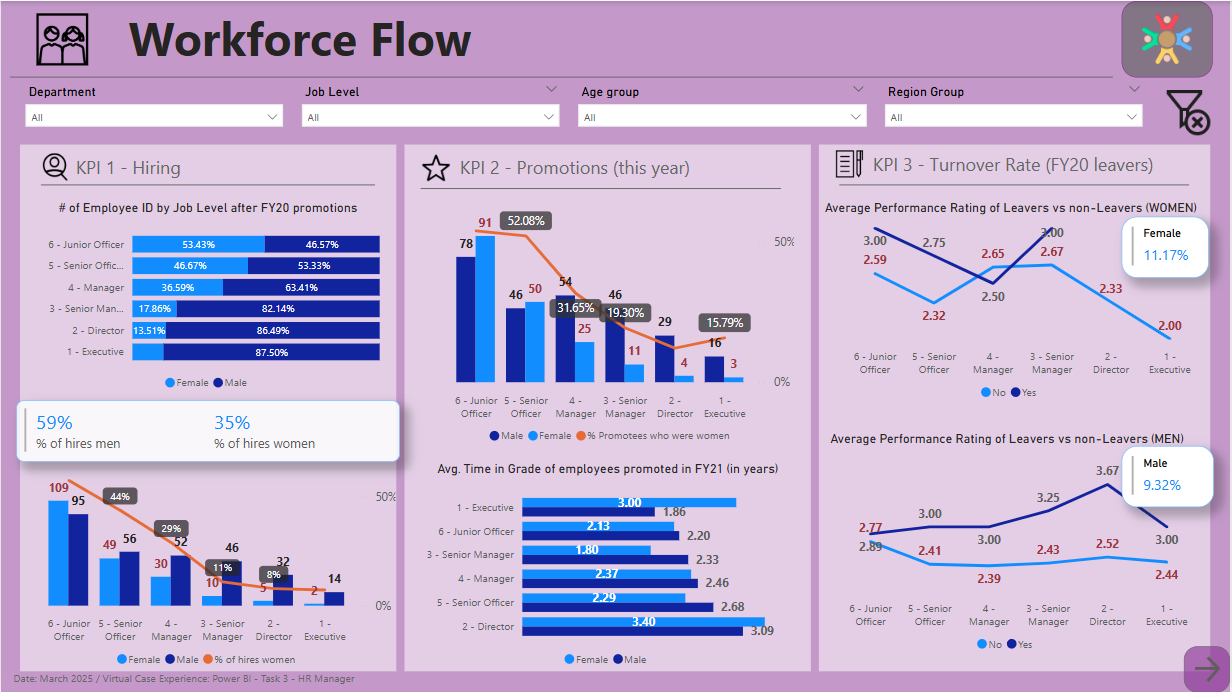 Workforce Flow
Department
All
Job Level
All
Age group
All
Region Group
All
KPI 1 - Hiring
# of Employee ID by Job Level after FY20 promotions
6 - Junior Officer 53.43% 46.57%
5 - Senior Offic... 46.67% 53.33%
4 - Manager 36.59% 63.41%
3 - Senior Man... 17.86% 82.14%
2 - Director 13.51% 86.49%
1 - Executive 87.50%
Female Male
59% 35%
% of hires men % of hires women
109 95 49 56 30 52 10 46 5 32 2 14
44% 29% 11% 8%
50%
0%
6 - Junior Officer
5 - Senior Officer
4 - Manager
3 - Senior Manager
2 - Director
1 - Executive
Female Male % of hires women
KPI 2 - Promotions (this year)
78 91 46 50 54 25 46 11 29 4 16 3
52.08% 31.65% 19.30% 15.79%
50%
0%
6 - Junior Officer
5 - Senior Officer
4 - Manager
3 - Senior Manager
2 - Director
1 - Executive
Male Female % Promotees who were women
Avg. Time in Grade of employees promoted in FY21 (in years)
1 - Executive 3.00 1.86
6 - Junior Officer 2.13 2.20
3 - Senior Manager 1.80 2.33
4 - Manager 2.37 2.46
5 - Senior Officer 2.29 2.68
2 - Director 3.40 3.09
Female Male
KPI 3 - Turnover Rate (FY20 leavers)
Average Performance Rating of Leavers vs non-Leavers (WOMEN)
Female
11.17%
3.00 2.75 2.50 3.00
2.59 2.32 2.65 2.67 2.33 2.00
6 - Junior Officer
5 - Senior Officer
4 - Manager
3 - Senior Manager
2 - Director
1 - Executive
No Yes
Average Performance Rating of Leavers vs non-Leavers (MEN)
Male
9.32%
2.77 3.00 3.00 3.25 3.67 3.00
2.89 2.41 2.39 2.43 2.52 2.44
6 - Junior Officer
5 - Senior Officer
4 - Manager
3 - Senior Manager
2 - Director
1 - Executive
No Yes
Date: March 2025 / Virtual Case Experience: Power BI - Task 3 - HR Manager